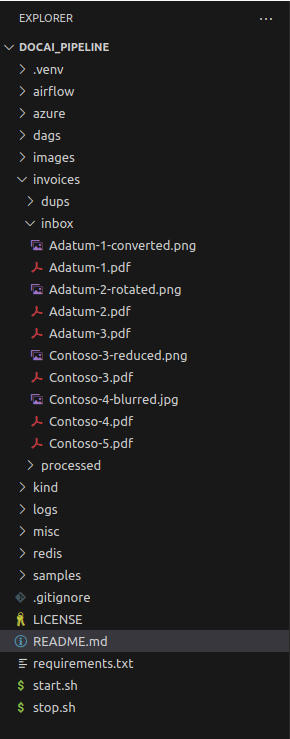 EXPLORER
DOCAI_PIPELINE
.venv
airflow
azure
dags
images
invoices
dups
inbox
Adatum-1-converted.png
Adatum-1.pdf
Adatum-2-rotated.png
Adatum-2.pdf
Adatum-3.pdf
Contoso-3-reduced.png
Contoso-3.pdf
Contoso-4-blurred.jpg
Contoso-4.pdf
Contoso-5.pdf
processed
kind
logs
misc
redis
samples
.gitignore
LICENSE
README.md
requirements.txt
$ start.sh
$ stop.sh